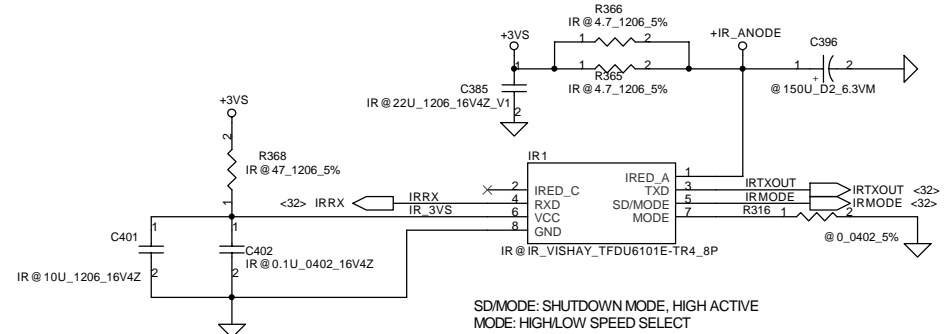 R366
IR@4.7_1206_5%
+3VS
1 2
+IR_ANODE
C396
1 2
+
@150U_D2_6.3VM
R365
1 2
IR@4.7_1206_5%
1
C385
IR@22U_1206_16V4Z_V1
2
+3VS
2
R368
IR@47_1206_5%
1
IR1
IRED_A 1
2 IRED_C
TXD 3 IRTXOUT IRTXOUT <32>
<32> IRRX IRRX 4 RXD
SD/MODE 5 IRMODE IRMODE <32>
IR_3VS 6 VCC
MODE 7 R316 1 2
8 GND
@0_0402_5%
IR@IR_VISHAY_TFDU6101E-TR4_8P
1
C401
IR@10U_1206_16V4Z
2
1
C402
IR@0.1U_0402_16V4Z
2
SD/MODE: SHUTDOWN MODE, HIGH ACTIVE
MODE: HIGH/LOW SPEED SELECT